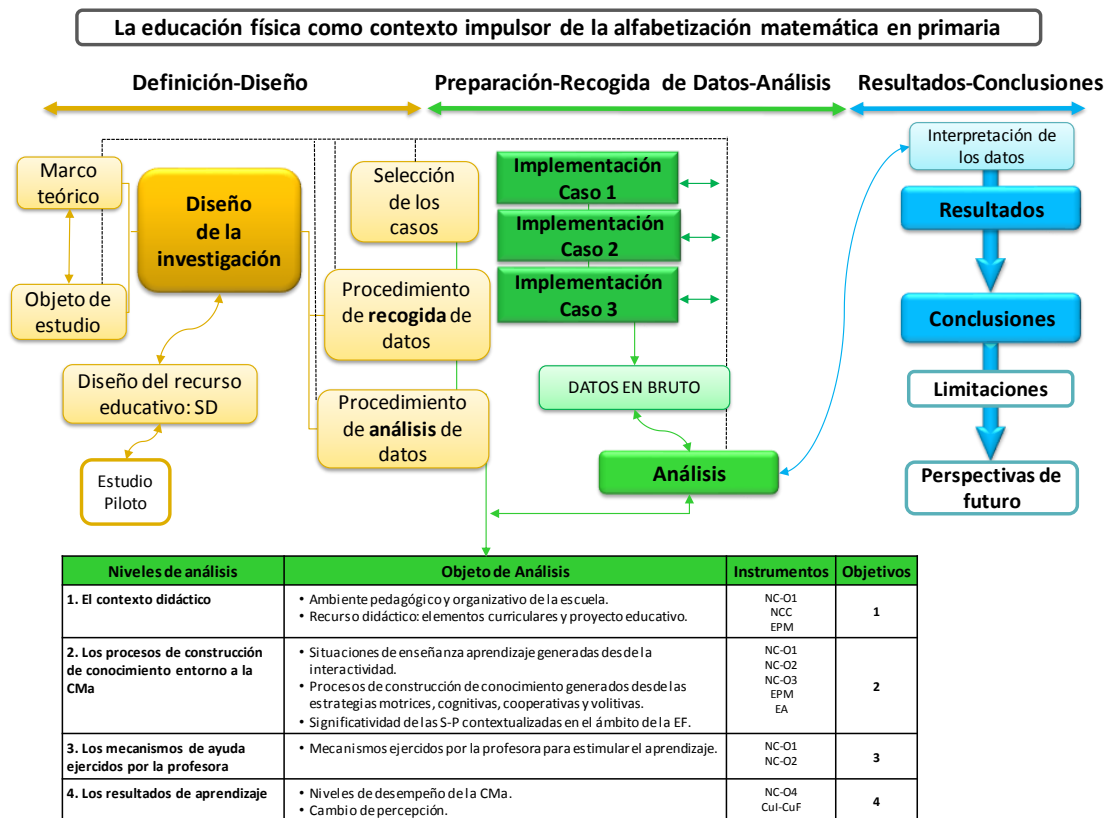 La educación física como contexto impulsor de la alfabetización matemática en primaria
Definición-Diseño
Preparación-Recogida de Datos-Análisis
Resultados-Conclusiones
Marco
teórico
Objeto de
estudio
Diseño
de la
investigación
Diseño del recurso
educativo: SD
Estudio
Piloto
Selección
de los
casos
Procedimiento
de recogida de
datos
Procedimiento
de análisis de
datos
Implementación
Caso 1
Implementación
Caso 2
Implementación
Caso 3
DATOS EN BRUTO
Análisis
Interpretación de
los datos
Resultados
Conclusiones
Limitaciones
Perspectivas de
futuro
Niveles de análisis
Objeto de Análisis
Instrumentos
Objetivos
1. El contexto didáctico
• Ambiente pedagógico y organizativo de la escuela.
• Recurso didáctico: elementos curriculares y proyecto educativo.
NC-O1
NCC
EPM
1
2. Los procesos de construcción
de conocimiento entorno a la
CMa
• Situaciones de enseñanza aprendizaje generadas desde la
interactividad.
• Procesos de construcción de conocimiento generados desde las
estrategias motrices, cognitivas, cooperativas y volitivas.
• Significatividad de las S-P contextualizadas en el ámbito de la EF.
NC-O1
NC-O2
NC-O3
EPM
EA
2
3. Los mecanismos de ayuda
ejercidos por la profesora
• Mecanismos ejercidos por la profesora para estimular el aprendizaje.
NC-O1
NC-O2
3
4. Los resultados de aprendizaje
• Niveles de desempeño de la CMa.
• Cambio de percepción.
NC-O4
CuI-CuF
4